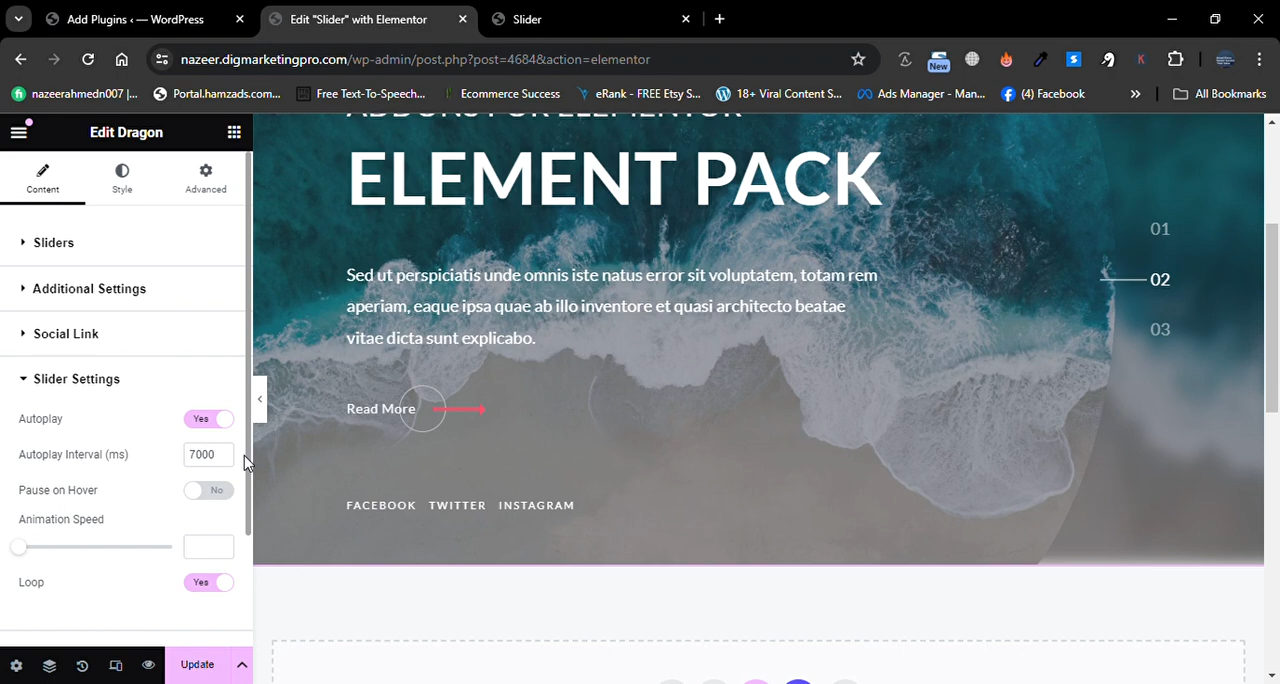 Add Plugins ‹ — WordPress
Edit "Slider" with Elementor
Slider
nazeer.digmarketingpro.com/wp-admin/post.php?post=4684&action=elementor
New
K
nazeerahmedn007 |...
Portal.hamzads.com...
Free Text-To-Speech...
Ecommerce Success
eRank - FREE Etsy S...
18+ Viral Content S...
Ads Manager - Man...
(4) Facebook
All Bookmarks
Edit Dragon
Content
Style
Advanced
Sliders
Additional Settings
Social Link
Slider Settings
Autoplay
Yes
Autoplay Interval (ms)
7000
Pause on Hover
No
Animation Speed
Loop
Yes
Update
ADDONS FOR ELEMENTOR
ELEMENT PACK
Sed ut perspiciatis unde omnis iste natus error sit voluptatem, totam rem
aperiam, eaque ipsa quae ab illo inventore et quasi architecto beatae
vitae dicta sunt explicabo.
Read More
FACEBOOK TWITTER INSTAGRAM
01
02
03